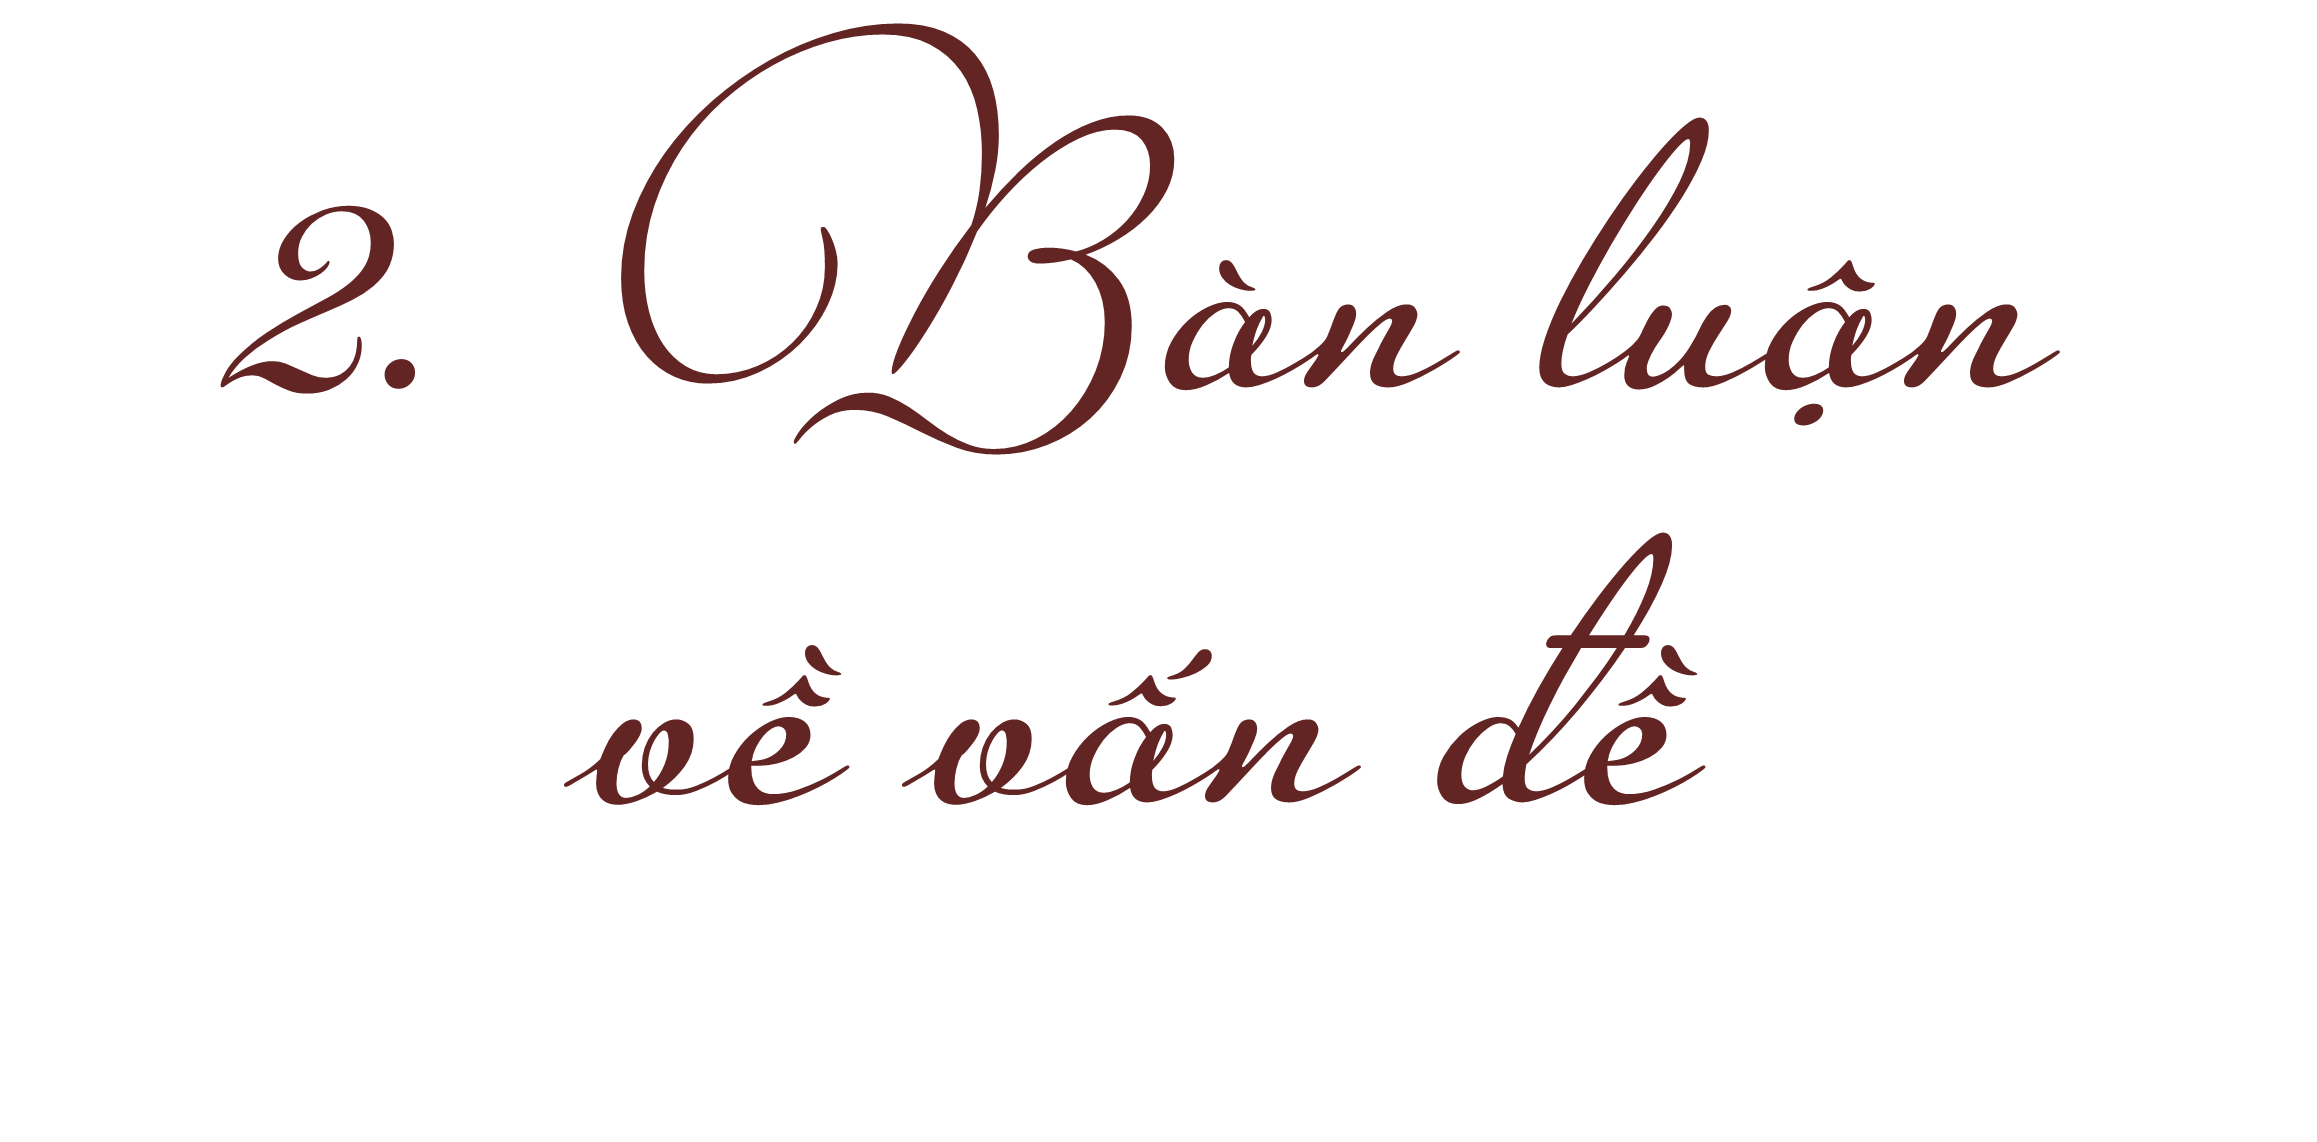 2. Bàn luận
về vấn đề